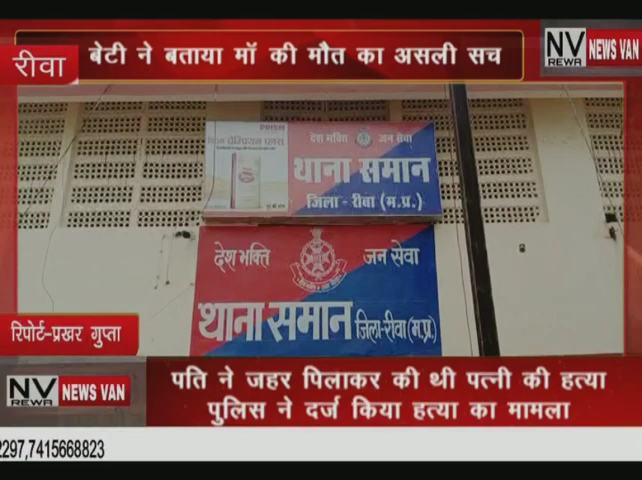 रीवा
बेटी ने बताया मॉ की मौत का असली सच
NV
REWA
NEWS VAN
PRISM
देश भक्ति जन सेवा
थाना समान
जिला - रीवा (म.प्र.)
देश भक्ति जन सेवा
थाना समान जिला-रीवा(म.प्र.)
रिपोर्ट-प्रखर गुप्ता
NV
REWA
NEWS VAN
पति ने जहर पिलाकर की थी पत्नी की हत्या
पुलिस ने दर्ज किया हत्या का मामला
2297,7415668823